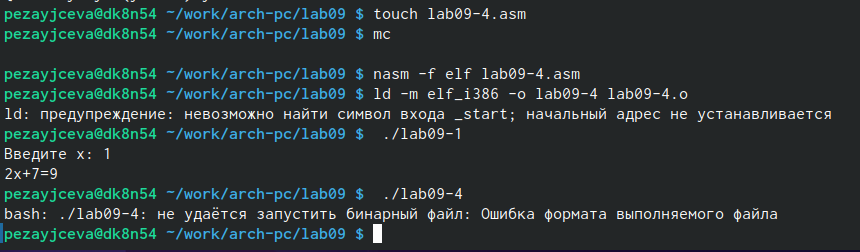 pezayjceva@dk8n54 ~/work/arch-pc/lab09 $ touch lab09-4.asm
pezayjceva@dk8n54 ~/work/arch-pc/lab09 $ mc
pezayjceva@dk8n54 ~/work/arch-pc/lab09 $ nasm -f elf lab09-4.asm
pezayjceva@dk8n54 ~/work/arch-pc/lab09 $ ld -m elf_i386 -o lab09-4 lab09-4.o
ld: предупреждение: невозможно найти символ входа _start; начальный адрес не устанавливается
pezayjceva@dk8n54 ~/work/arch-pc/lab09 $  ./lab09-1
Введите x: 1
2x+7=9
pezayjceva@dk8n54 ~/work/arch-pc/lab09 $  ./lab09-4
bash: ./lab09-4: не удаётся запустить бинарный файл: Ошибка формата выполняемого файла
pezayjceva@dk8n54 ~/work/arch-pc/lab09 $